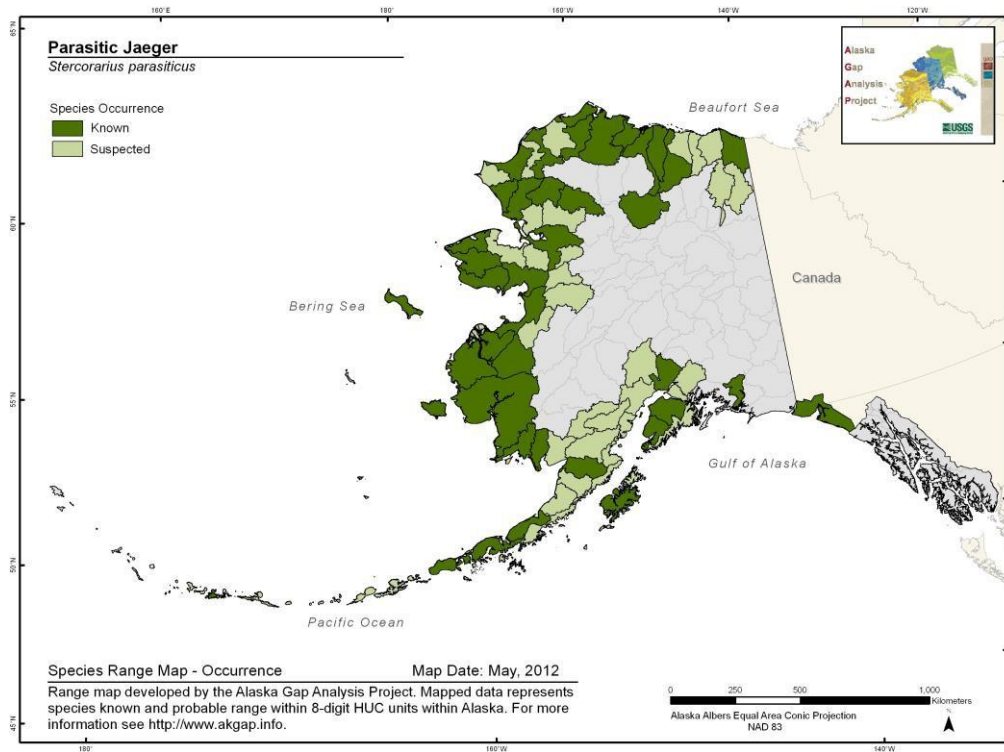 180° 160°E 160°W 140°W 120°W
65°N
60°N
55°N
50°N
45°N
Parasitic Jaeger
Stercorarius parasiticus
Species Occurrence
Known
Suspected
Beaufort Sea
Alaska
Gap
Analysis
Project
USGS
Canada
Bering Sea
Gulf of Alaska
Pacific Ocean
Species Range Map - Occurrence Map Date: May, 2012
Range map developed by the Alaska Gap Analysis Project. Mapped data represents
species known and probable range within 8-digit HUC units within Alaska. For more
information see http://www.akgap.info.
0 250 500 1,000
Kilometers
Alaska Albers Equal Area Conic Projection
NAD 83
N
180° 160°W 140°W